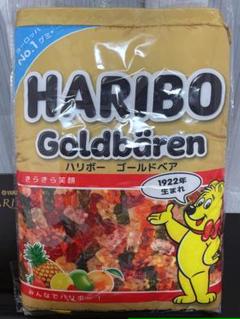 ヨーロッパ
No.1グミ
HARIBO
Goldbären
ハリボー ゴールドベア
きらきら笑顔
1922年
生まれ
みんなでハリボー！